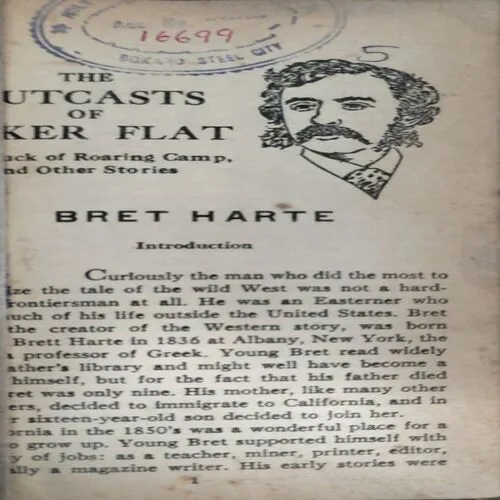 Acc No.
16699
BOKARO STEEL CITY
5
THE
UTCASTS
OF
KER FLAT
uck of Roaring Camp,
nd Other Stories
BRET HARTE
Introduction
Curiously the man who did the most to
ize the tale of the wild West was not a hard-
rontiersman at all. He was an Easterner who
uch of his life outside the United States. Bret
the creator of the Western story, was born
Brett Harte in 1836 at Albany, New York, the
a professor of Greek. Young Bret read widely
ather's library and might well have become a
himself, but for the fact that his father died
ret was only nine. His mother, like many other
ers, decided to immigrate to California, and in
r sixteen-year-old son decided to join her.
ornia in the 1850's was a wonderful place for a
o grow up. Young Bret supported himself with
y of jobs: as a teacher, miner, printer, editor,
ally a magazine writer. His early stories were
1